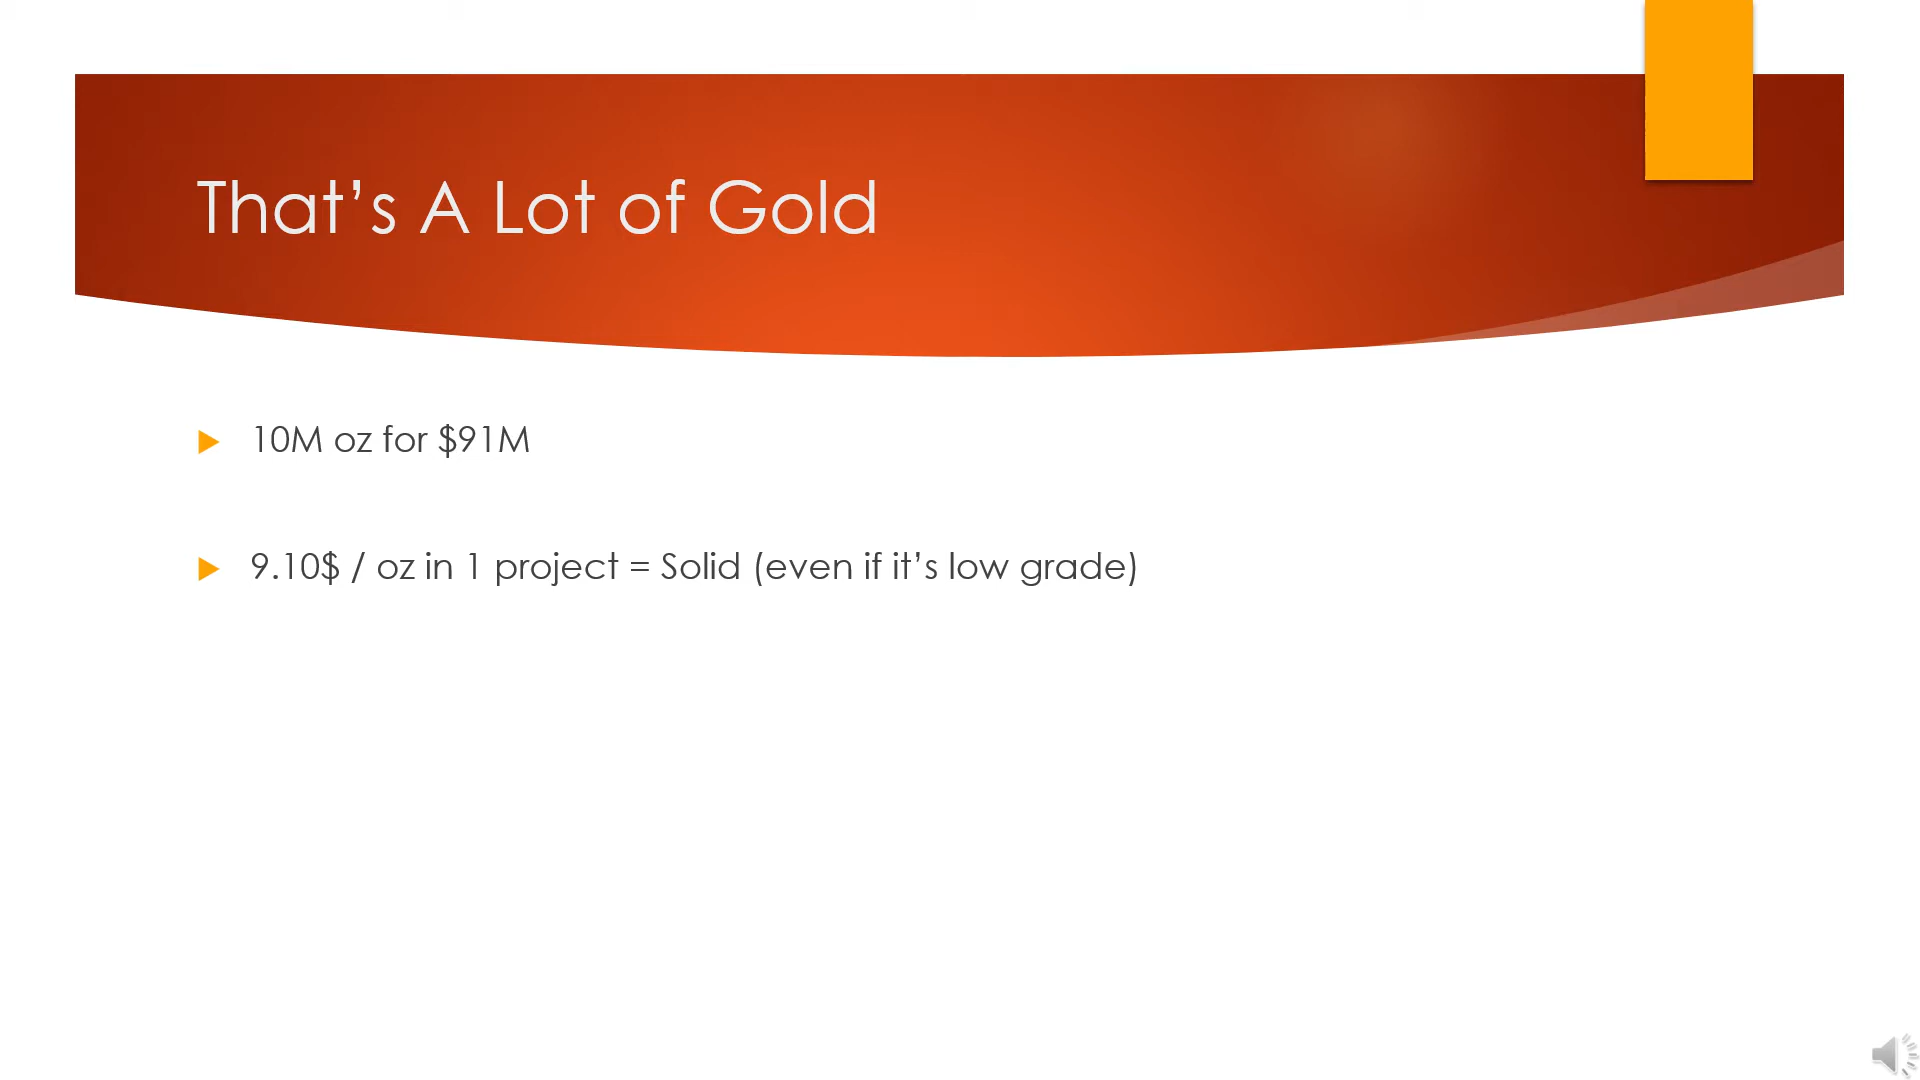 That’s A Lot of Gold
10M oz for $91M
9.10$ / oz in 1 project = Solid (even if it’s low grade)